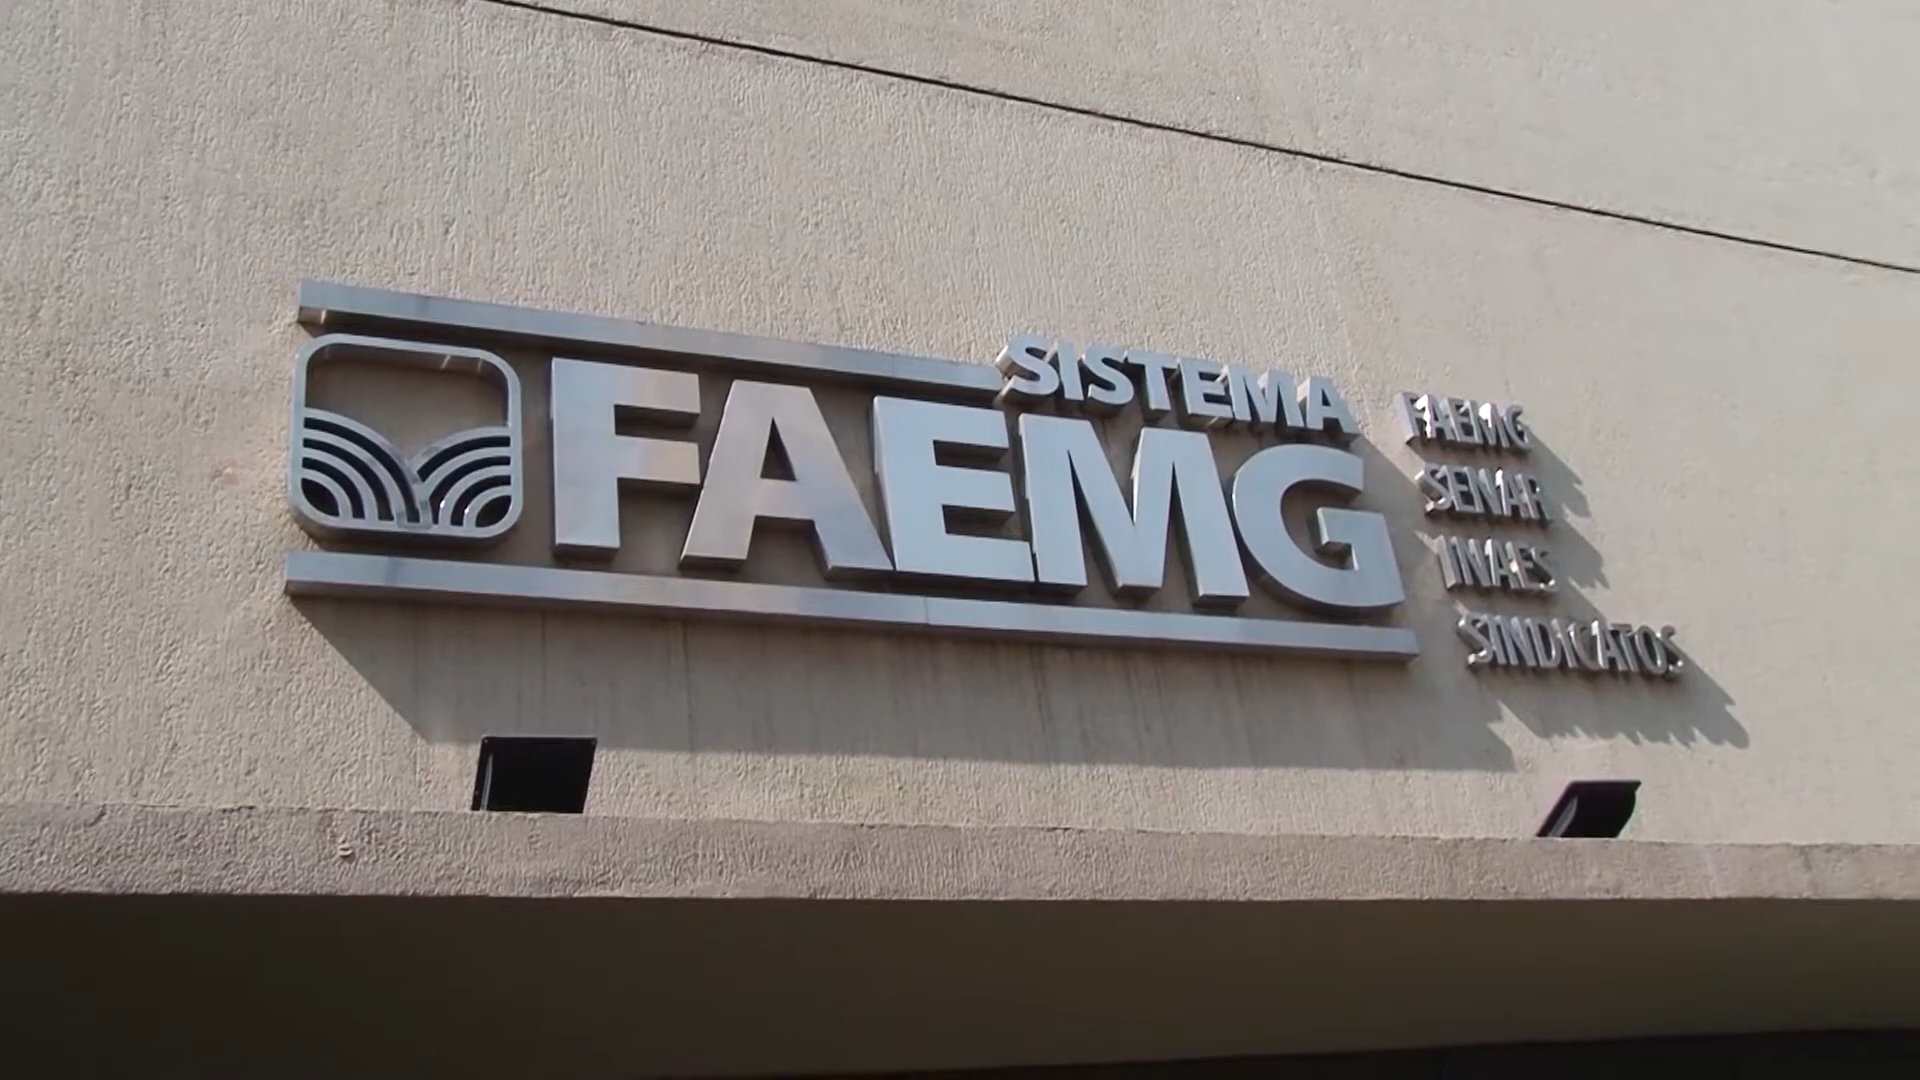 SISTEMA
FAEMG
FAEMG
SENAR
INAES
SINDICATOS